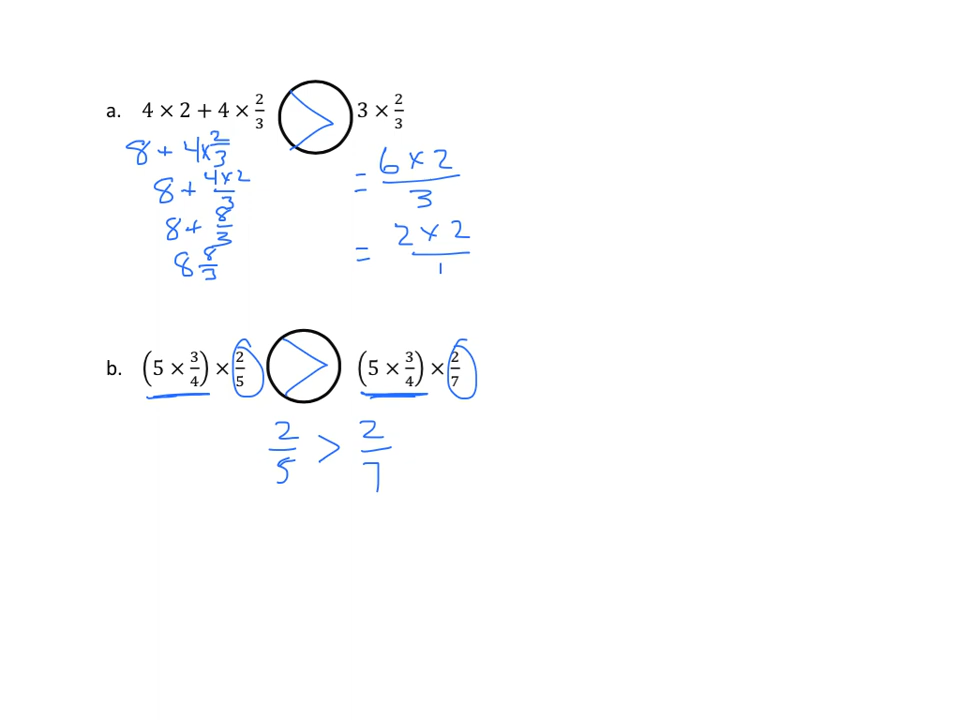 a. 4 × 2 + 4 × 2/3 > 3 × 2/3
8 + 4 × 2/3 = 6 × 2 / 3
8 + 4 × 2 / 3
8 + 8/3 = 2 × 2 / 1
8 8/3
b. (5 × 3/4) × 2/5 > (5 × 3/4) × 2/7
2/5 > 2/7